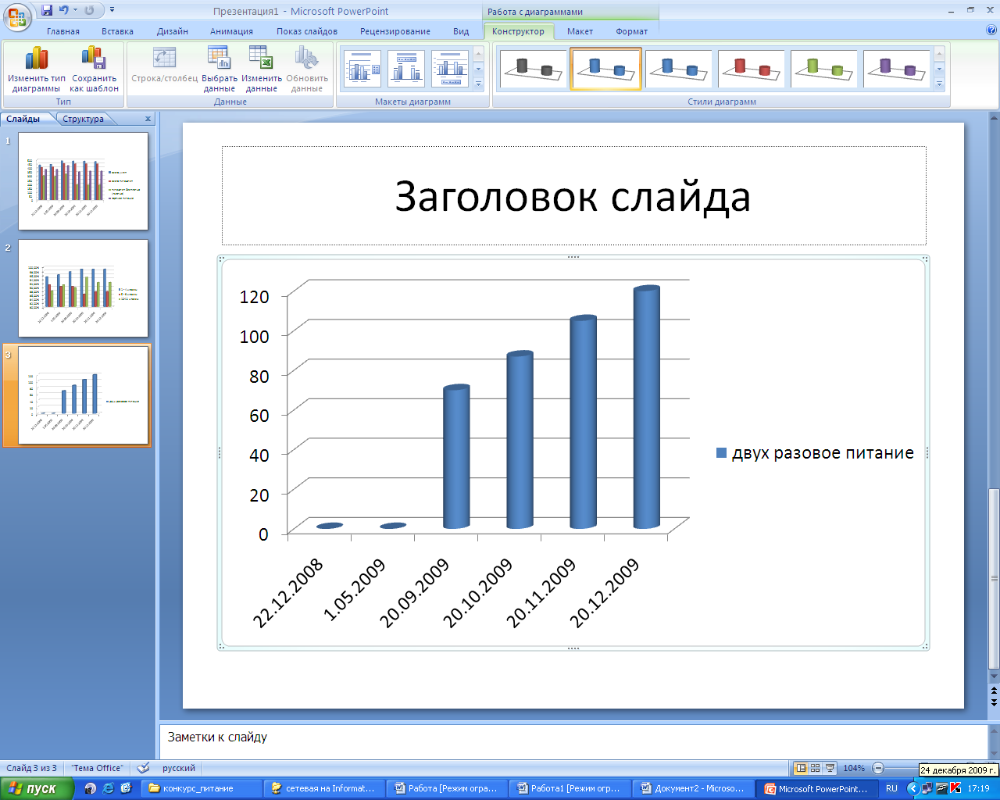 Презентация1 - Microsoft PowerPoint
Работа с диаграммами
Главная Вставка Дизайн Анимация Показ слайдов Рецензирование Вид Конструктор Макет Формат
Изменить тип диаграммы
Сохранить как шаблон
Строка/столбец
Выбрать данные
Изменить данные
Обновить данные
Тип
Данные
Макеты диаграмм
Стили диаграмм
Слайды Структура x
1
2
3
Заголовок слайда
120
100
80
60
40
20
0
22.12.2008
1.05.2009
20.09.2009
20.10.2009
20.11.2009
20.12.2009
двух разовое питание
Заметки к слайду
Слайд 3 из 3
"Тема Office"
русский
104%
24 декабря 2009 г.
пуск
конкурс_питание
сетевая на Informat...
Работа [Режим огра...
Работа1 [Режим огр...
Документ2 - Microso...
Microsoft PowerPoint...
RU
17:19